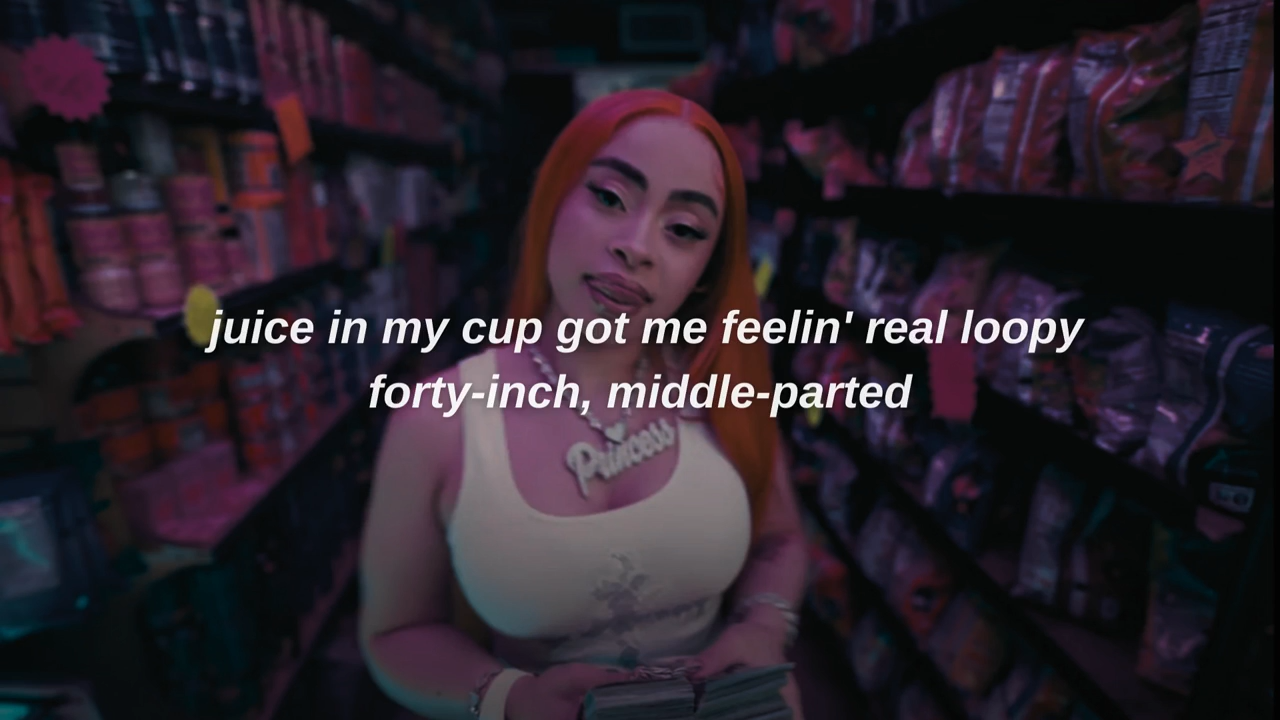 juice in my cup got me feelin' real loopy
forty-inch, middle-parted
Princess